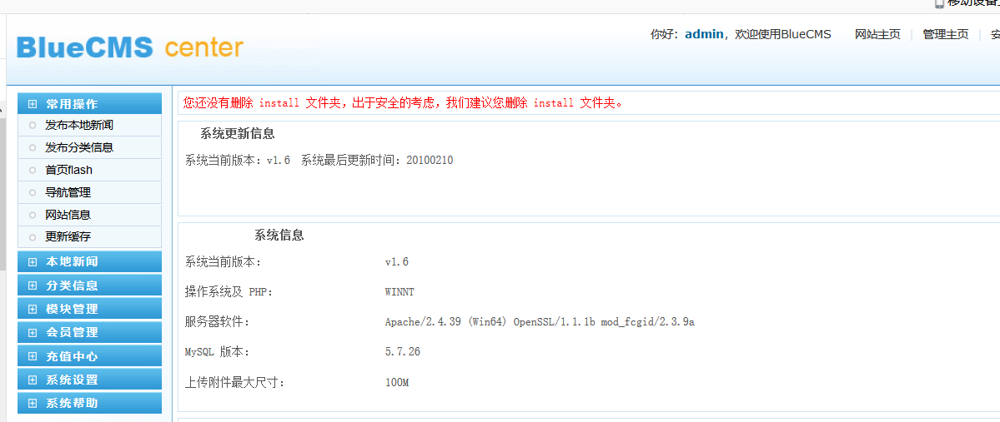 BlueCMS center
你好：admin，欢迎使用BlueCMS 网站主页 管理主页
常用操作
发布本地新闻
发布分类信息
首页flash
导航管理
网站信息
更新缓存
本地新闻
分类信息
模块管理
会员管理
充值中心
系统设置
系统帮助
您还没有删除 install 文件夹，出于安全的考虑，我们建议您删除 install 文件夹。
系统更新信息
系统当前版本：v1.6 系统最后更新时间：20100210
系统信息
系统当前版本： v1.6
操作系统及 PHP： WINNT
服务器软件： Apache/2.4.39 (Win64) OpenSSL/1.1.1b mod_fcgid/2.3.9a
MySQL 版本： 5.7.26
上传附件最大尺寸： 100M